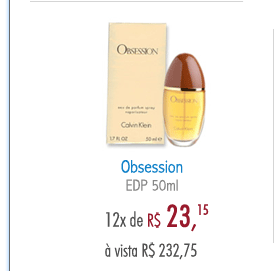 OBSESSION
eau de parfum spray
Calvin Klein
1.7 FL OZ 50 ml e
OBSESSION
Obsession
EDP 50ml
12x de R$ 23,15
à vista R$ 232,75